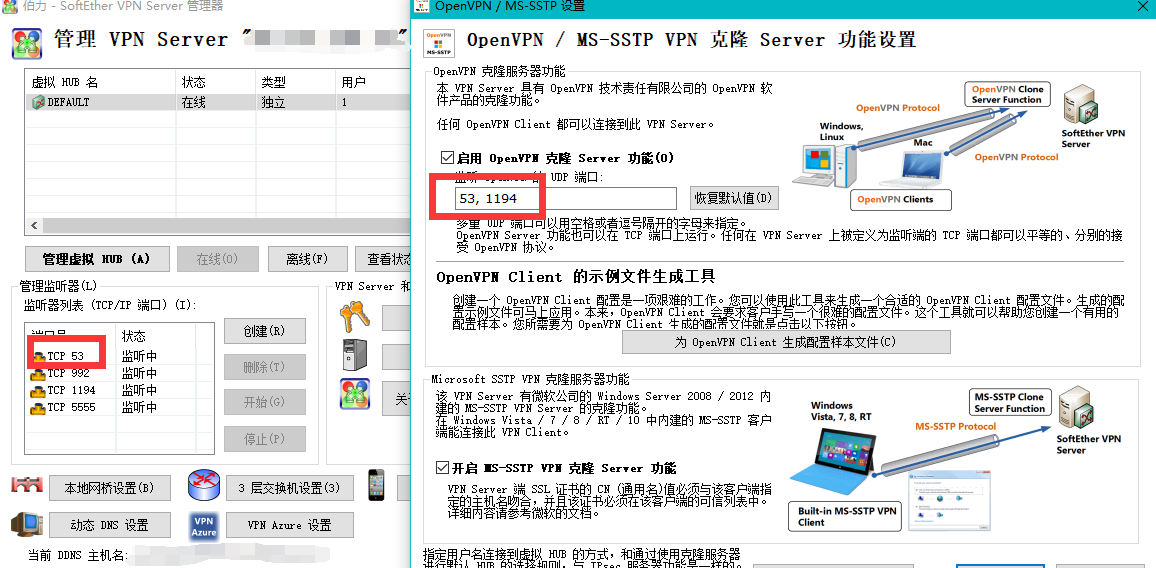 伯力 - SoftEther VPN Server 管理器
管理 VPN Server "
"
虚拟 HUB 名 状态 类型 用户
DEFAULT 在线 独立 1
管理虚拟 HUB (A) 在线(O) 离线(F) 查看状态
管理监听器(L)
监听器列表 (TCP/IP 端口) (I):
端口号 状态
TCP 53 监听中
TCP 992 监听中
TCP 1194 监听中
TCP 5555 监听中
创建(R)
删除(T)
开始(G)
停止(P)
VPN Server 和
关
本地网桥设置(B) 3 层交换机设置(3)
动态 DNS 设置 VPN Azure VPN Azure 设置
当前 DDNS 主机名:
OpenVPN / MS-SSTP 设置
OpenVPN MS-SSTP
OpenVPN / MS-SSTP VPN 克隆 Server 功能设置
OpenVPN 克隆服务器功能
本 VPN Server 具有 OpenVPN 技术责任有限公司的 OpenVPN 软
件产品的克隆功能。
任何 OpenVPN Client 都可以连接到此 VPN Server。
启用 OpenVPN 克隆 Server 功能(O)
监听 OpenVPN 的 UDP 端口:
53, 1194
恢复默认值(D)
多重 UDP 端口可以用空格或者逗号隔开的字母来指定。
OpenVPN Server 功能也可以在 TCP 端口上运行。任何在 VPN Server 上被定义为监听端的 TCP 端口都可以平等的、分别的接
受 OpenVPN 协议。
OpenVPN Clone
Server Function
OpenVPN Protocol
Windows,
Linux
Mac
SoftEther VPN
Server
OpenVPN Protocol
OpenVPN Clients
OpenVPN Client 的示例文件生成工具
创建一个 OpenVPN Client 配置是一项艰难的工作。您可以使用此工具来生成一个合适的 OpenVPN Client 配置文件。生成的配
置示例文件可马上应用。本来，OpenVPN Client 会要求客户手写一个很难的配置文件。这个工具就可以帮助您创建一个有用的
配置样本。您所需要为 OpenVPN Client 生成的配置文件就是点击以下按钮。
为 OpenVPN Client 生成配置样本文件(C)
Microsoft SSTP VPN 克隆服务器功能
该 VPN Server 有微软公司的 Windows Server 2008 / 2012 内
建的 MS-SSTP VPN Server 的克隆功能。
在 Windows Vista / 7 / 8 / RT / 10 中内建的 MS-SSTP 客户
端能连接此 VPN Client。
开启 MS-SSTP VPN 克隆 Server 功能
VPN Server 端 SSL 证书的 CN (通用名)值必须与该客户端指
定的主机名吻合，并且该证书必须在该客户端的可信列表中。
详细内容请参考微软的文档。
Windows
Vista, 7, 8, RT
MS-SSTP Clone
Server Function
MS-SSTP Protocol
SoftEther VPN
Server
Built-in MS-SSTP VPN
Client
指定用户名连接到虚拟 HUB 的方式，和通过使用克隆服务器
进行默认 HUB 的选择规则，与 IPsec 服务器功能是一样的。